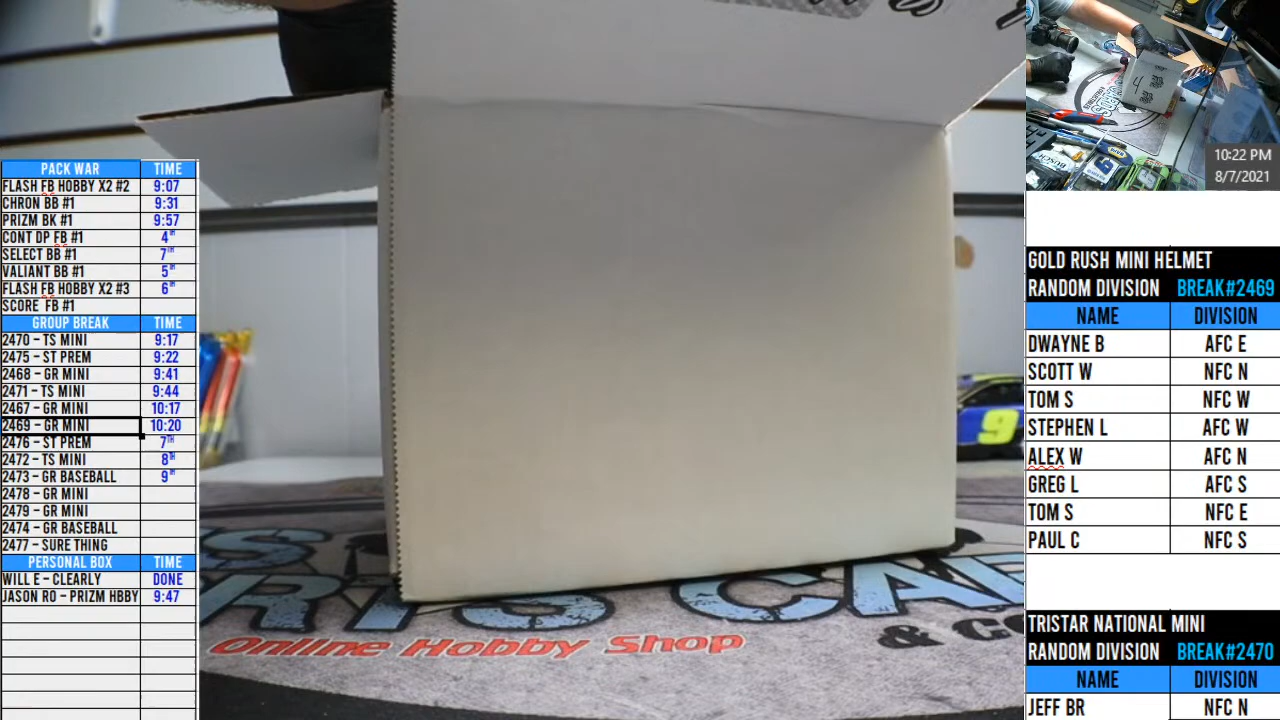 PACK WAR TIME
FLASH FB HOBBY X2 #2 9:07
CHRON BB #1 9:31
PRIZM BK #1 9:57
CONT DP FB #1 4TH
SELECT BB #1 7TH
VALIANT BB #1 5TH
FLASH FB HOBBY X2 #3 6TH
SCORE FB #1
GROUP BREAK TIME
2470 – TS MINI 9:17
2475 – ST PREM 9:22
2468 – GR MINI 9:41
2471 – TS MINI 9:44
2467 – GR MINI 10:17
2469 – GR MINI 10:20
2476 – ST PREM 7TH
2472 – TS MINI 8TH
2473 – GR BASEBALL 9TH
2478 – GR MINI
2479 – GR MINI
2474 – GR BASEBALL
2477 – SURE THING
PERSONAL BOX TIME
WILL E – CLEARLY DONE
JASON RO – PRIZM HBBY 9:47
9
RTS CAR
& CO
Online Hobby Shop
10:22 PM
8/7/2021
GOLD RUSH MINI HELMET
RANDOM DIVISION BREAK#2469
NAME DIVISION
DWAYNE B AFC E
SCOTT W NFC N
TOM S NFC W
STEPHEN L AFC W
ALEX W AFC N
GREG L AFC S
TOM S NFC E
PAUL C NFC S
TRISTAR NATIONAL MINI
RANDOM DIVISION BREAK#2470
NAME DIVISION
JEFF BR NFC N